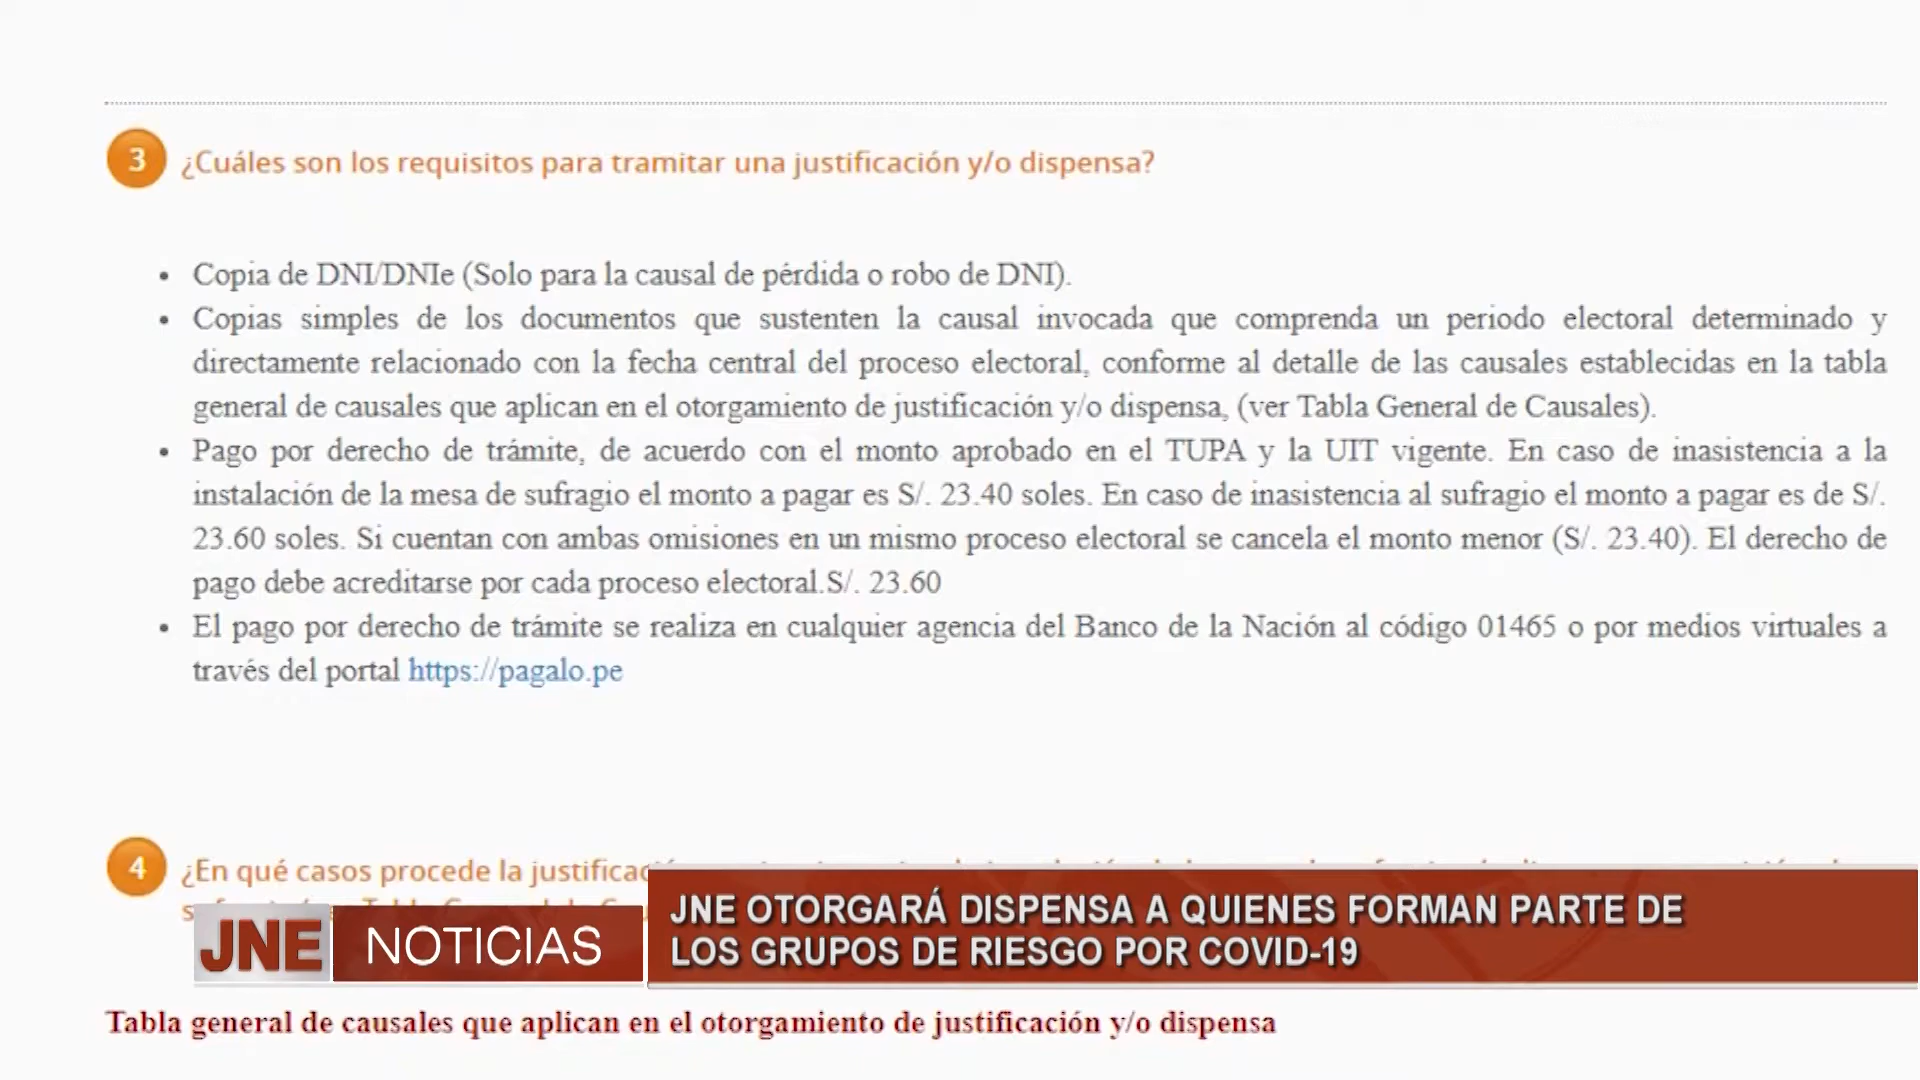 3 ¿Cuáles son los requisitos para tramitar una justificación y/o dispensa?
• Copia de DNI/DNIe (Solo para la causal de pérdida o robo de DNI).
• Copias simples de los documentos que sustenten la causal invocada que comprenda un periodo electoral determinado y
directamente relacionado con la fecha central del proceso electoral, conforme al detalle de las causales establecidas en la tabla
general de causales que aplican en el otorgamiento de justificación y/o dispensa, (ver Tabla General de Causales).
• Pago por derecho de trámite, de acuerdo con el monto aprobado en el TUPA y la UIT vigente. En caso de inasistencia a la
instalación de la mesa de sufragio el monto a pagar es S/. 23.40 soles. En caso de inasistencia al sufragio el monto a pagar es de S/.
23.60 soles. Si cuentan con ambas omisiones en un mismo proceso electoral se cancela el monto menor (S/. 23.40). El derecho de
pago debe acreditarse por cada proceso electoral.S/. 23.60
• El pago por derecho de trámite se realiza en cualquier agencia del Banco de la Nación al código 01465 o por medios virtuales a
través del portal https://pagalo.pe
4 ¿En qué casos procede la
JNE NOTICIAS
JNE OTORGARÁ DISPENSA A QUIENES FORMAN PARTE DE
LOS GRUPOS DE RIESGO POR COVID-19
Tabla general de causales que aplican en el otorgamiento de justificación y/o dispensa